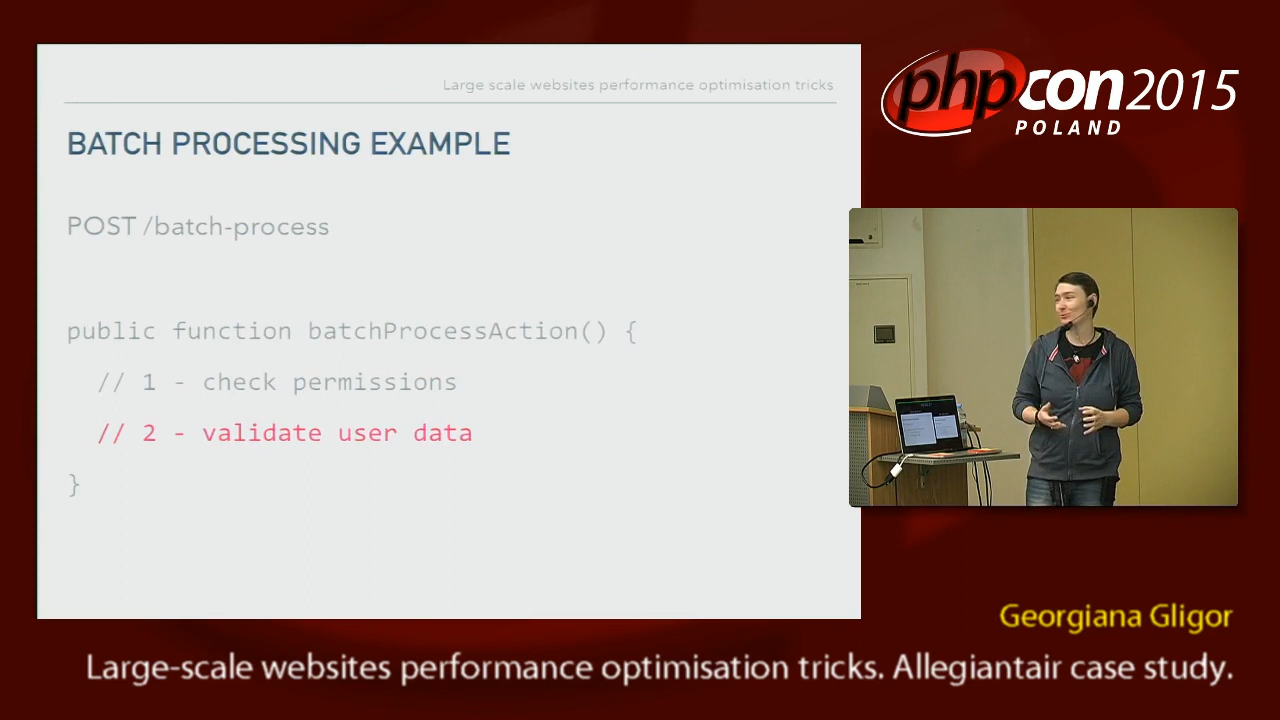 Large scale websites performance optimisation tricks
BATCH PROCESSING EXAMPLE
POST /batch-process
public function batchProcessAction() {
// 1 - check permissions
// 2 - validate user data
}
phpcon2015
POLAND
Georgiana Gligor
Large-scale websites performance optimisation tricks. Allegiantair case study.